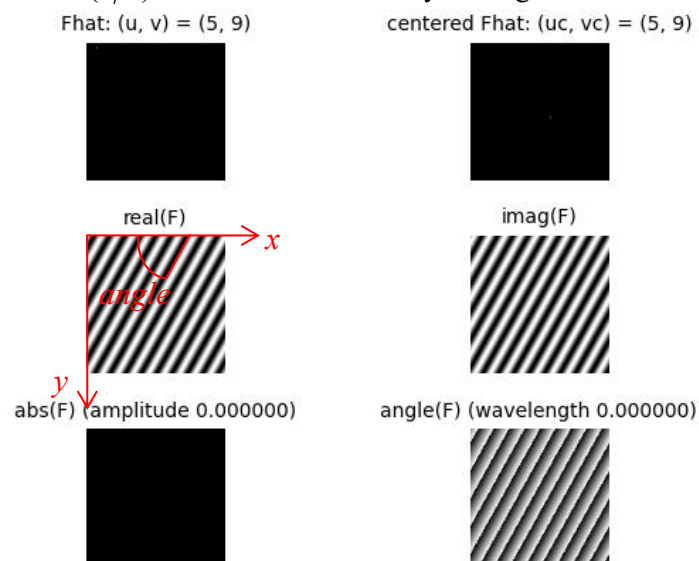 Fhat: (u, v) = (5, 9)
centered Fhat: (uc, vc) = (5, 9)
real(F)
imag(F)
x
angle
y
abs(F) (amplitude 0.000000)
angle(F) (wavelength 0.000000)